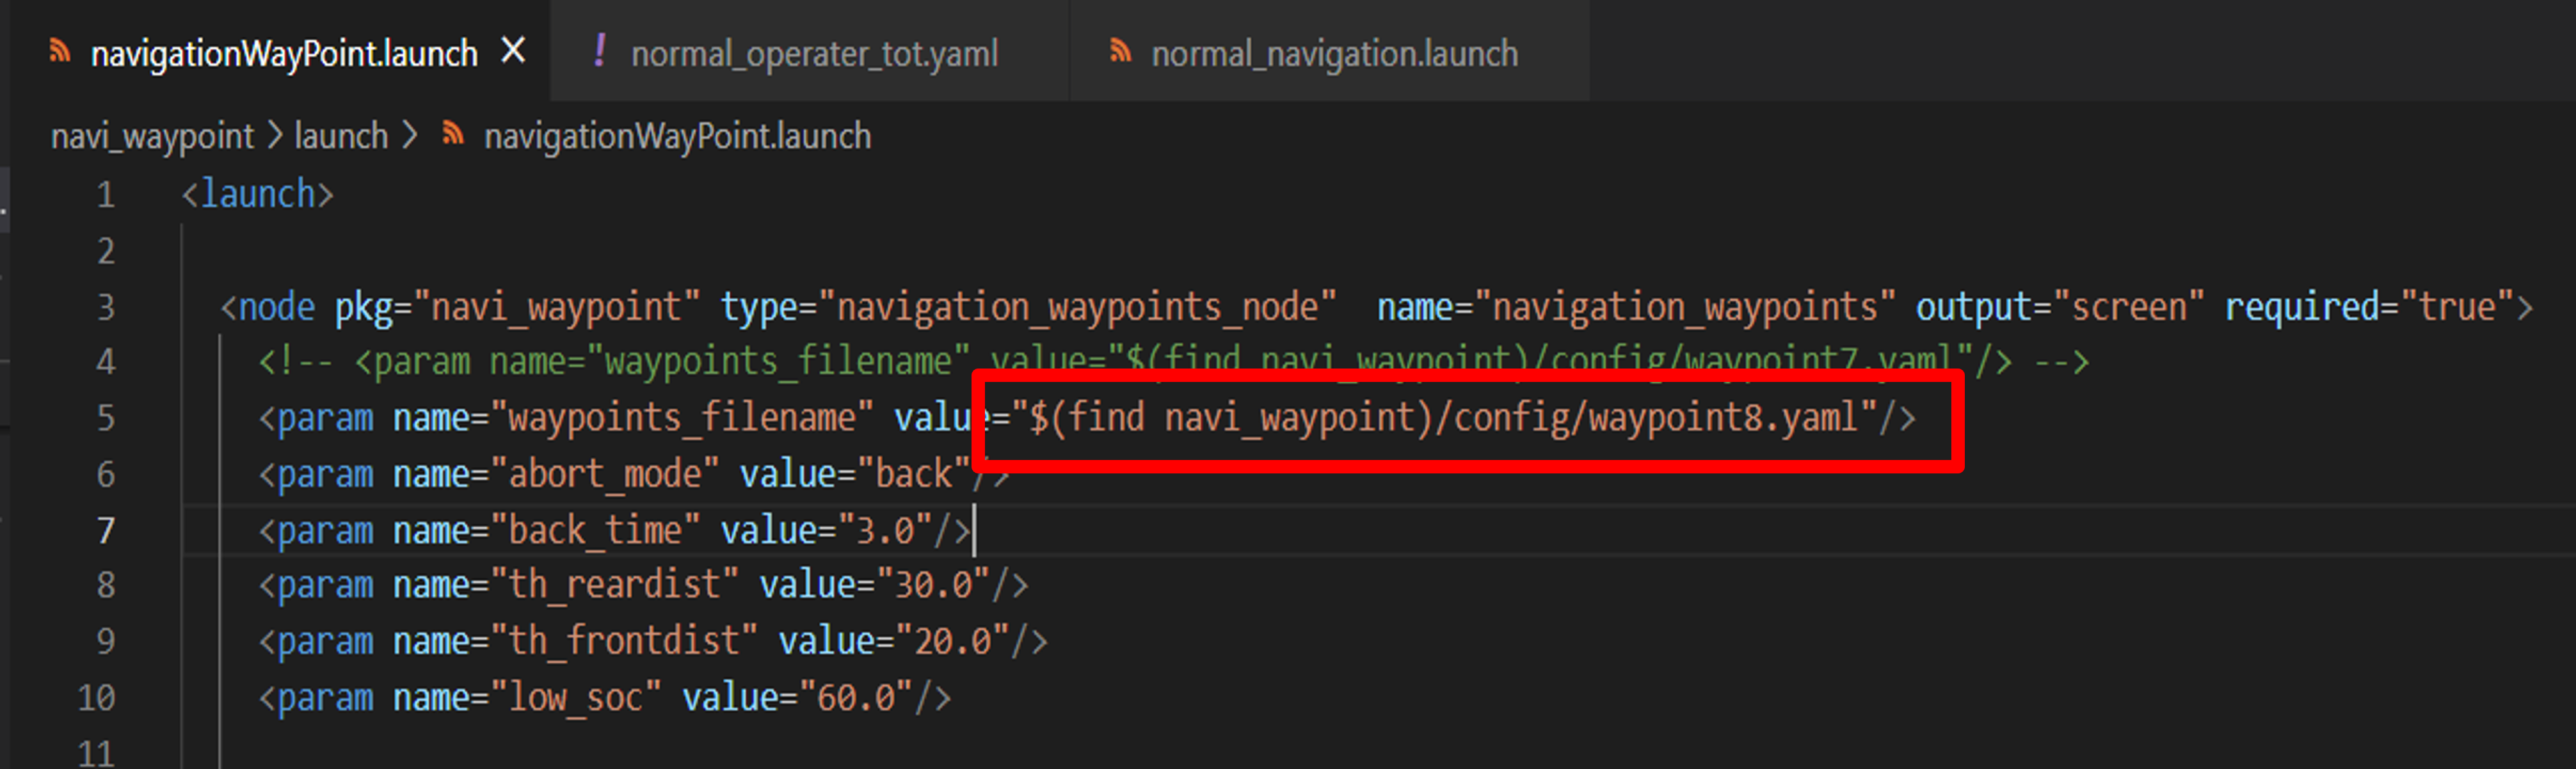 navigationWayPoint.launch × ! normal_operater_tot.yaml normal_navigation.launch
navi_waypoint > launch > navigationWayPoint.launch
1 <launch>
2
3 <node pkg="navi_waypoint" type="navigation_waypoints_node"  name="navigation_waypoints" output="screen" required="true">
4 <!-- <param name="waypoints_filename" value="$(find navi_waypoint)/config/waypoint7.yaml"/> -->
5 <param name="waypoints_filename" value="$(find navi_waypoint)/config/waypoint8.yaml"/>
6 <param name="abort_mode" value="back"/>
7 <param name="back_time" value="3.0"/>
8 <param name="th_reardist" value="30.0"/>
9 <param name="th_frontdist" value="20.0"/>
10 <param name="low_soc" value="60.0"/>
11